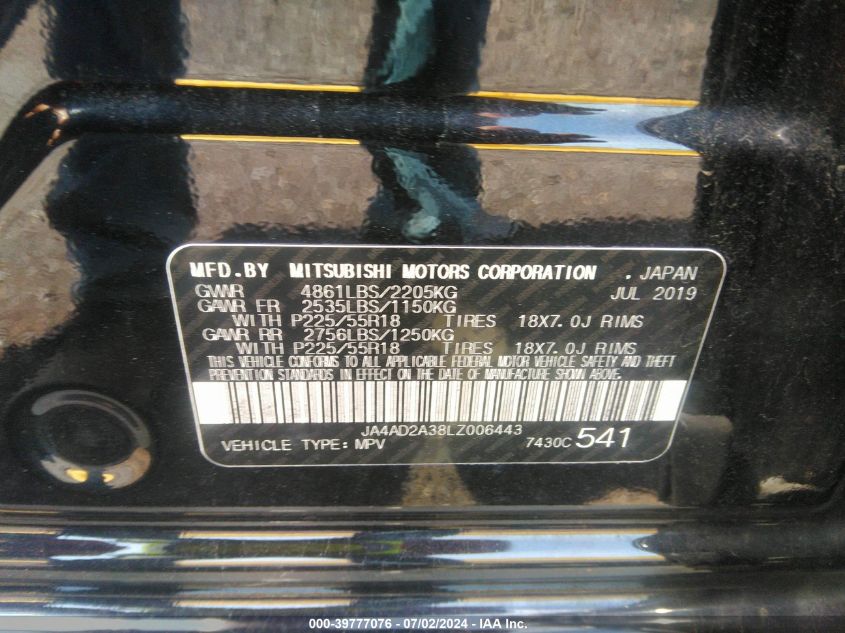 MFD.BY MITSUBISHI MOTORS CORPORATION . JAPAN
GVWR 4861LBS/2205KG JUL 2019
GAWR FR 2535LBS/1150KG
WITH P225/55R18 TIRES 18X7.0J RIMS
GAWR RR 2756LBS/1250KG
WITH P225/55R18 TIRES 18X7.0J RIMS
THIS VEHICLE CONFORMS TO ALL APPLICABLE FEDERAL MOTOR VEHICLE SAFETY AND THEFT
PREVENTION STANDARDS IN EFFECT ON THE DATE OF MANUFACTURE SHOWN ABOVE.
JA4AD2A38LZ006443
VEHICLE TYPE:MPV 7430C 541
000-39777076 - 07/02/2024 - IAA Inc.